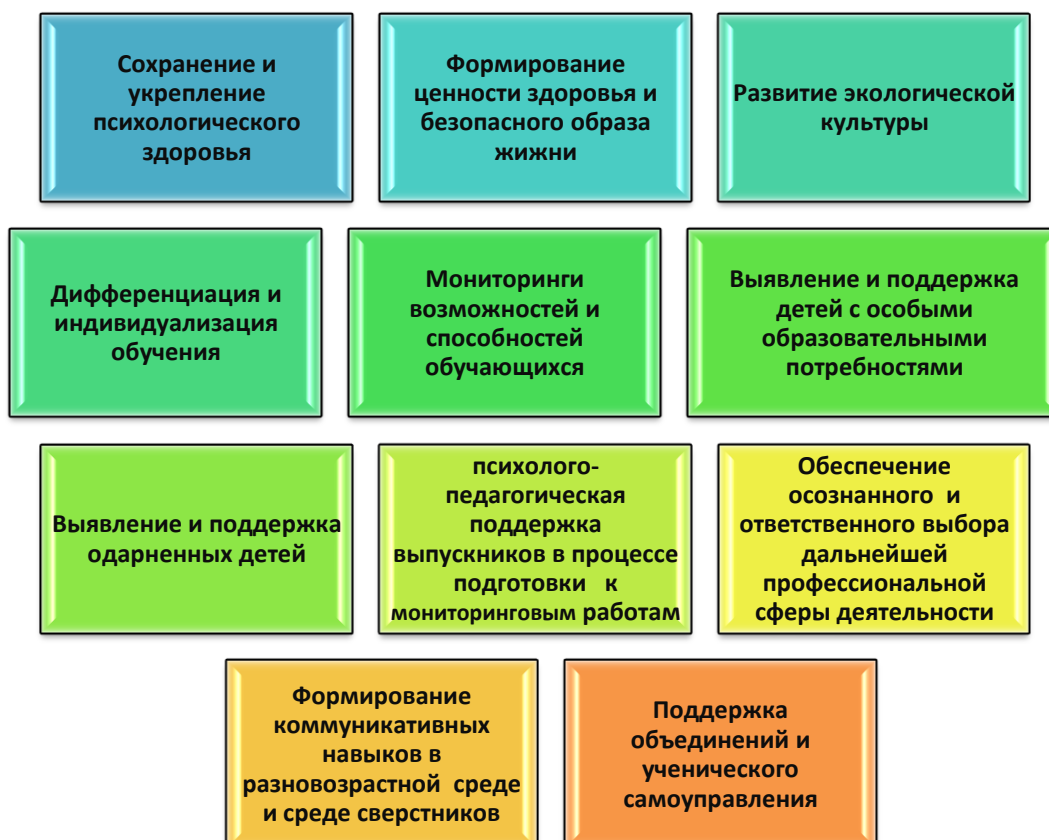 Сохранение и
укрепление
психологического
здоровья
Формирование
ценности здоровья и
безопасного образа
жижни
Развитие экологической
культуры
Дифференциация и
индивидуализация
обучения
Мониторинги
возможностей и
способностей
обучающихся
Выявление и поддержка
детей с особыми
образовательными
потребностями
Выявление и поддержка
одарненных детей
психолого-
педагогическая
поддержка
выпускников в процессе
подготовки к
мониторинговым работам
Обеспечение
осознанного и
ответственного выбора
дальнейшей
профессиональной
сферы деятельности
Формирование
коммуникативных
навыков в
разновозрастной среде
и среде сверстников
Поддержка
объединений и
ученического
самоуправления